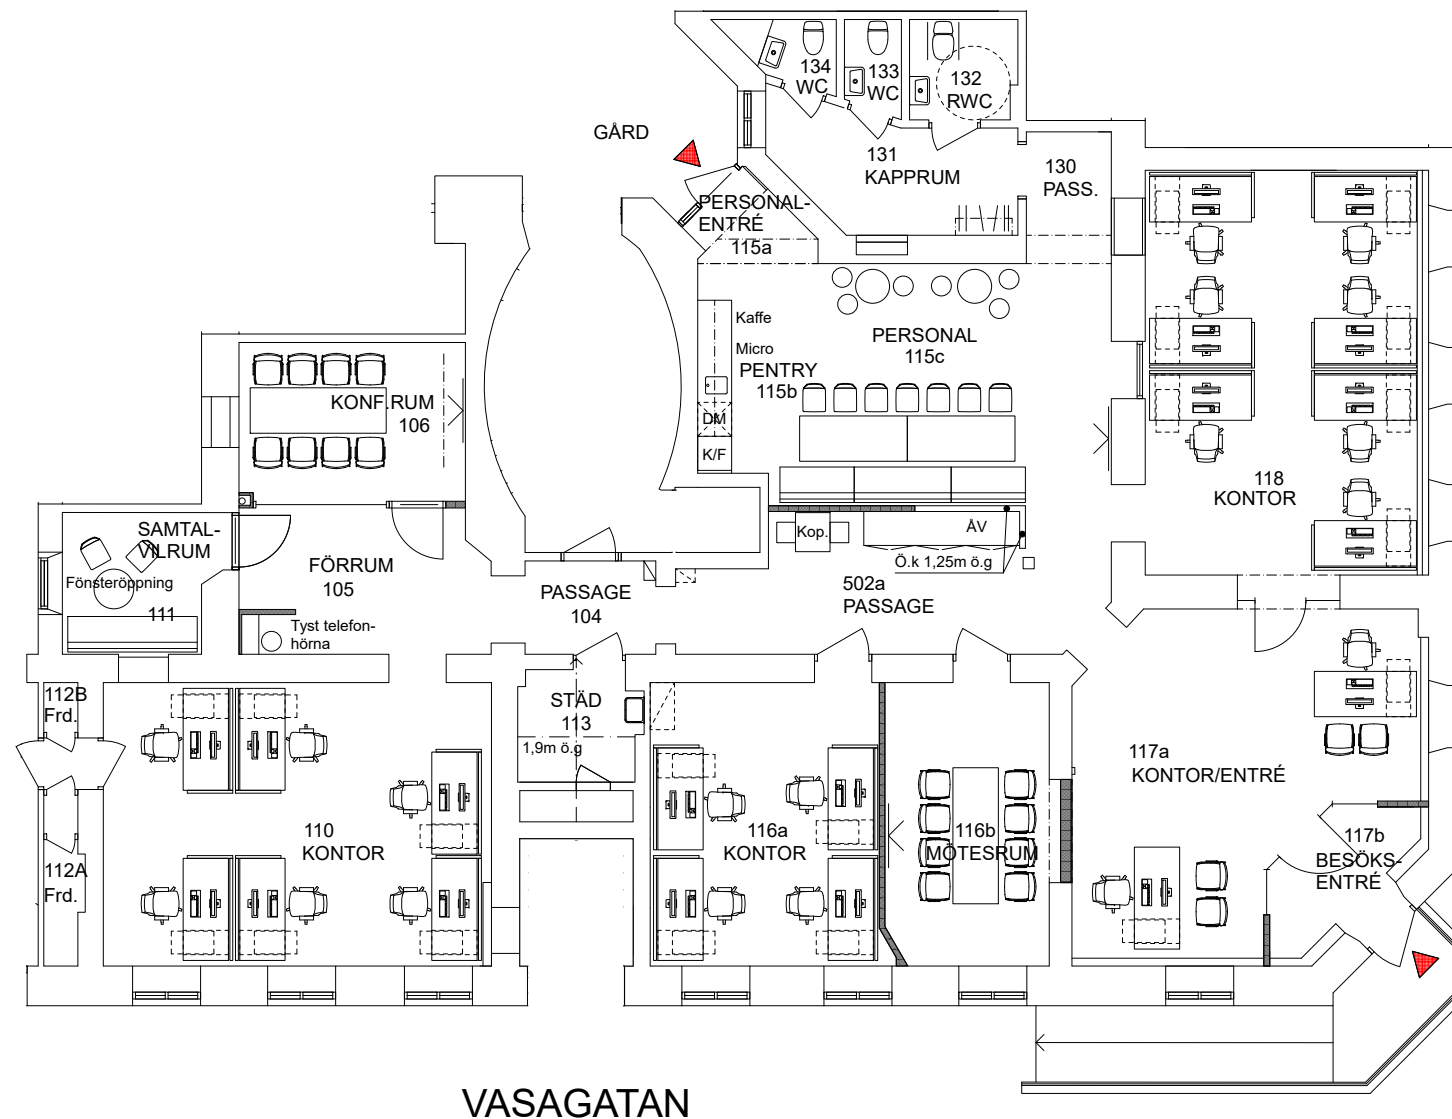 134
WC
133
WC
132
RWC
GÅRD
131
KAPPRUM
130
PASS.
PERSONAL-
ENTRÉ
115a
Kaffe
PERSONAL
115c
Micro
PENTRY
115b
KONF.RUM
106
DM
K/F
118
KONTOR
SAMTAL-
VILRUM
Kop.
ÅV
Ö.k 1,25m ö.g
FÖRRUM
105
Fönsteröppning
111
PASSAGE
104
502a
PASSAGE
Tyst telefon-
hörna
112B
Frd.
STÄD
113
1,9m ö.g
117a
KONTOR/ENTRÉ
110
KONTOR
116a
KONTOR
116b
MÖTESRUM
117b
BESÖKS-
ENTRÉ
112A
Frd.
VASAGATAN